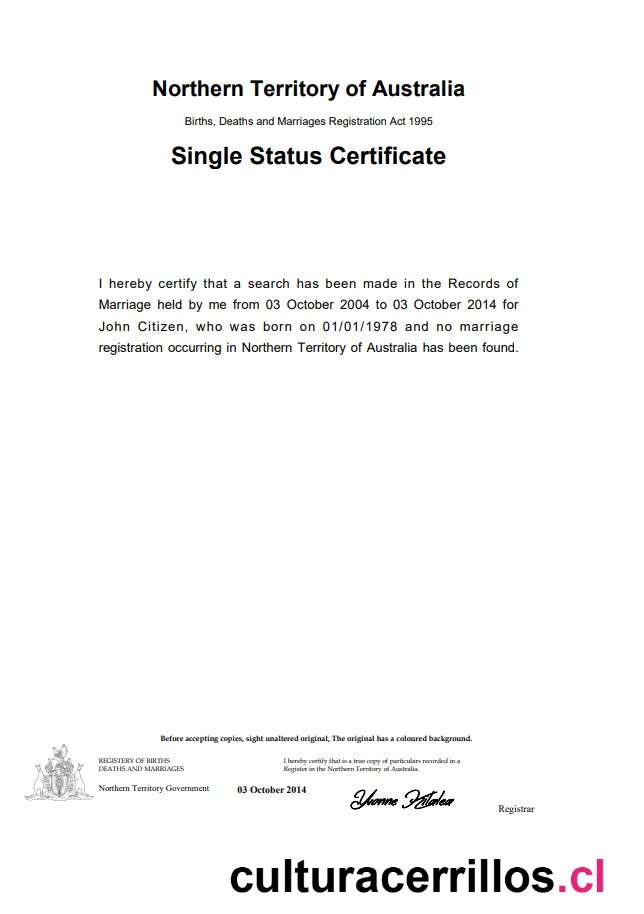 Northern Territory of Australia
Births, Deaths and Marriages Registration Act 1995
Single Status Certificate
I hereby certify that a search has been made in the Records of
Marriage held by me from 03 October 2004 to 03 October 2014 for
John Citizen, who was born on 01/01/1978 and no marriage
registration occurring in Northern Territory of Australia has been found.
Before accepting copies, sight unaltered original, The original has a coloured background.
REGISTERY OF BIRTHS
DEATHS AND MARRIAGES
I hereby certify that is a true copy of particulars recorded in a
Register in the Northern Territory of Australia.
Northern Territory Government
03 October 2014
Yvonne
Registrar
culturacerrillos.cl